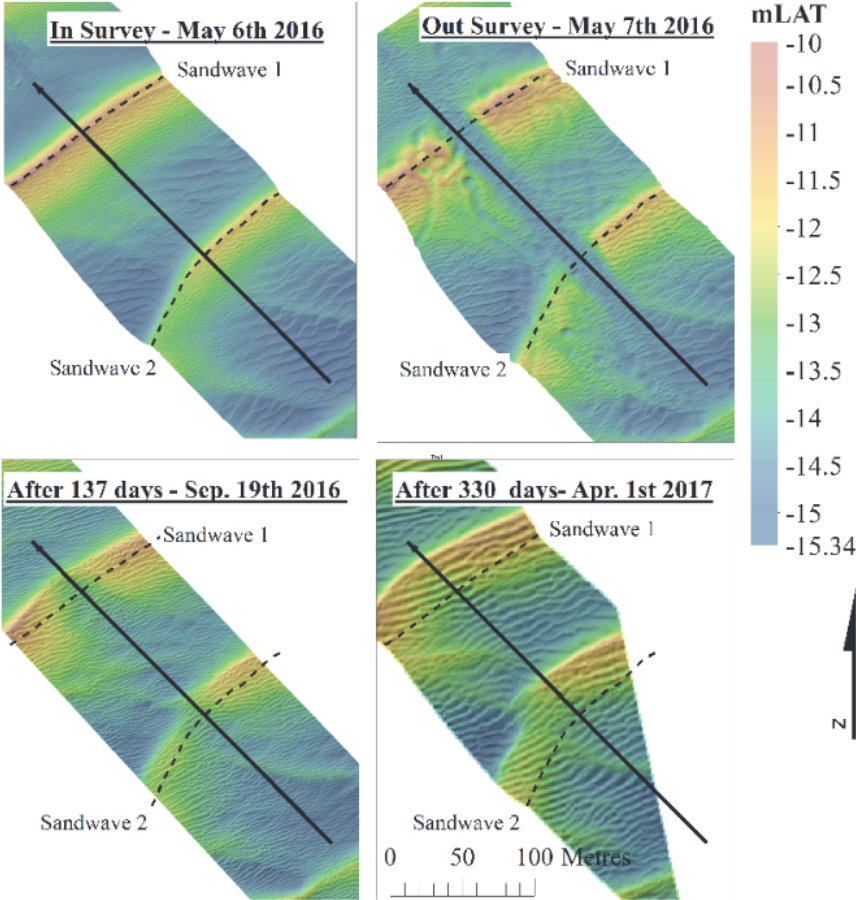 In Survey - May 6th 2016
Sandwave 1
Sandwave 2
Out Survey - May 7th 2016
Sandwave 1
Sandwave 2
mLAT
-10
-10.5
-11
-11.5
-12
-12.5
-13
-13.5
-14
-14.5
-15
-15.34
After 137 days - Sep. 19th 2016
Sandwave 1
Sandwave 2
After 330 days- Apr. 1st 2017
Sandwave 1
Sandwave 2
0 50 100 Metres
N